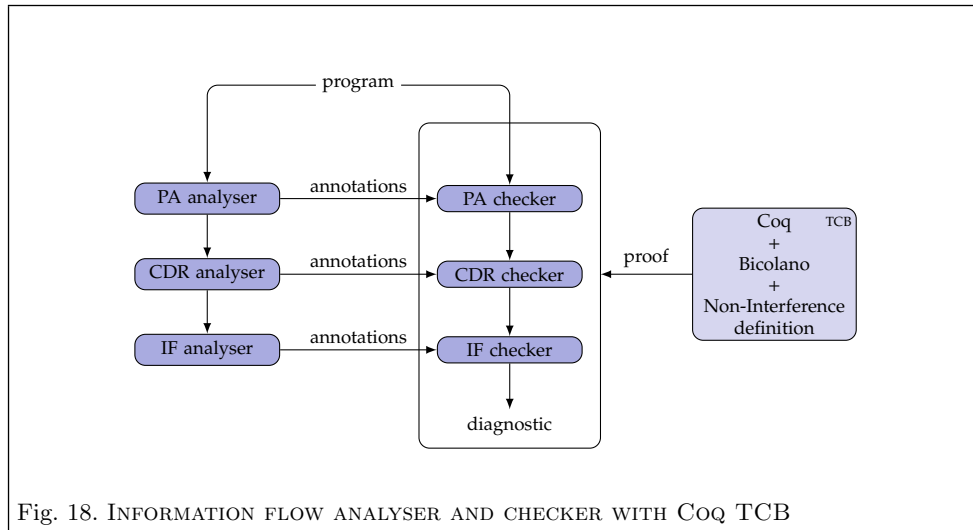 program
PA analyser
annotations
PA checker
CDR analyser
annotations
CDR checker
IF analyser
annotations
IF checker
diagnostic
proof
Coq
TCB
+
Bicolano
+
Non-Interference
definition
Fig. 18. INFORMATION FLOW ANALYSER AND CHECKER WITH COQ TCB